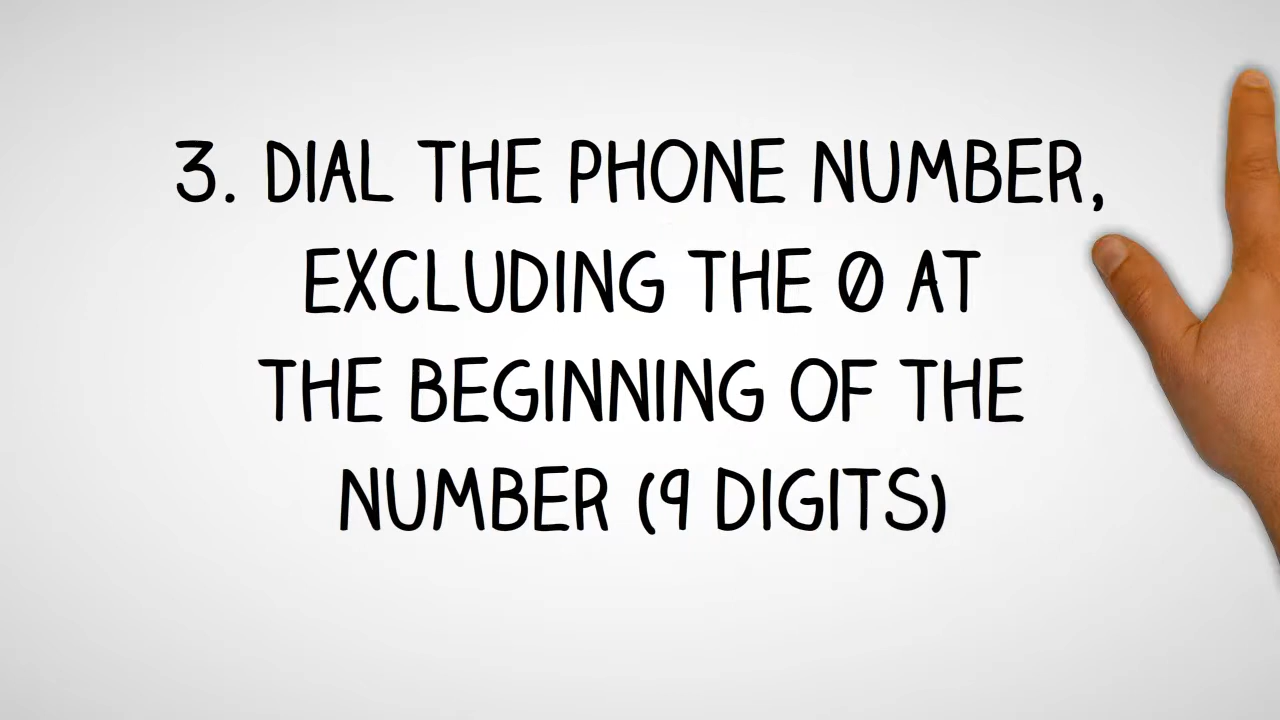 3. DIAL THE PHONE NUMBER,
EXCLUDING THE 0 AT
THE BEGINNING OF THE
NUMBER (9 DIGITS)